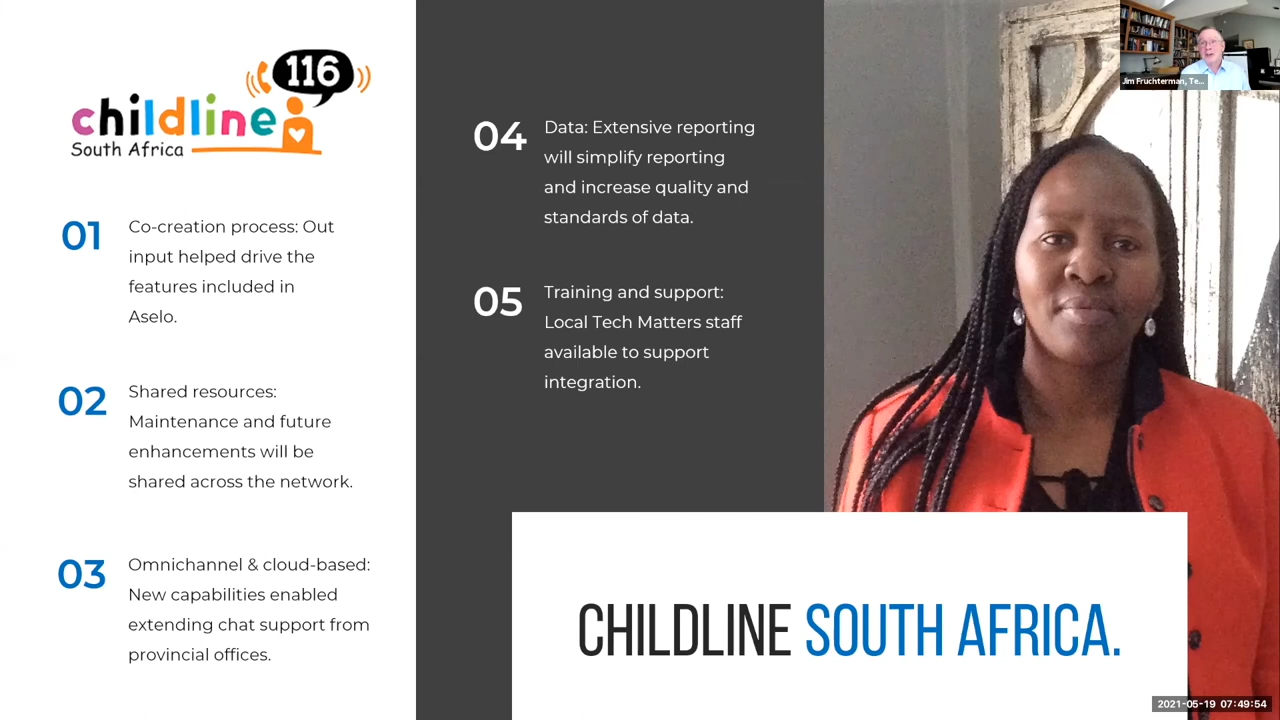 116
childline
South Africa
01
Co-creation process: Out
input helped drive the
features included in
Aselo.
02
Shared resources:
Maintenance and future
enhancements will be
shared across the network.
03
Omnichannel & cloud-based:
New capabilities enabled
extending chat support from
provincial offices.
04
Data: Extensive reporting
will simplify reporting
and increase quality and
standards of data.
05
Training and support:
Local Tech Matters staff
available to support
integration.
CHILDLINE SOUTH AFRICA.
Jim Fruchterman, Te...
2021-05-19 07:49:54